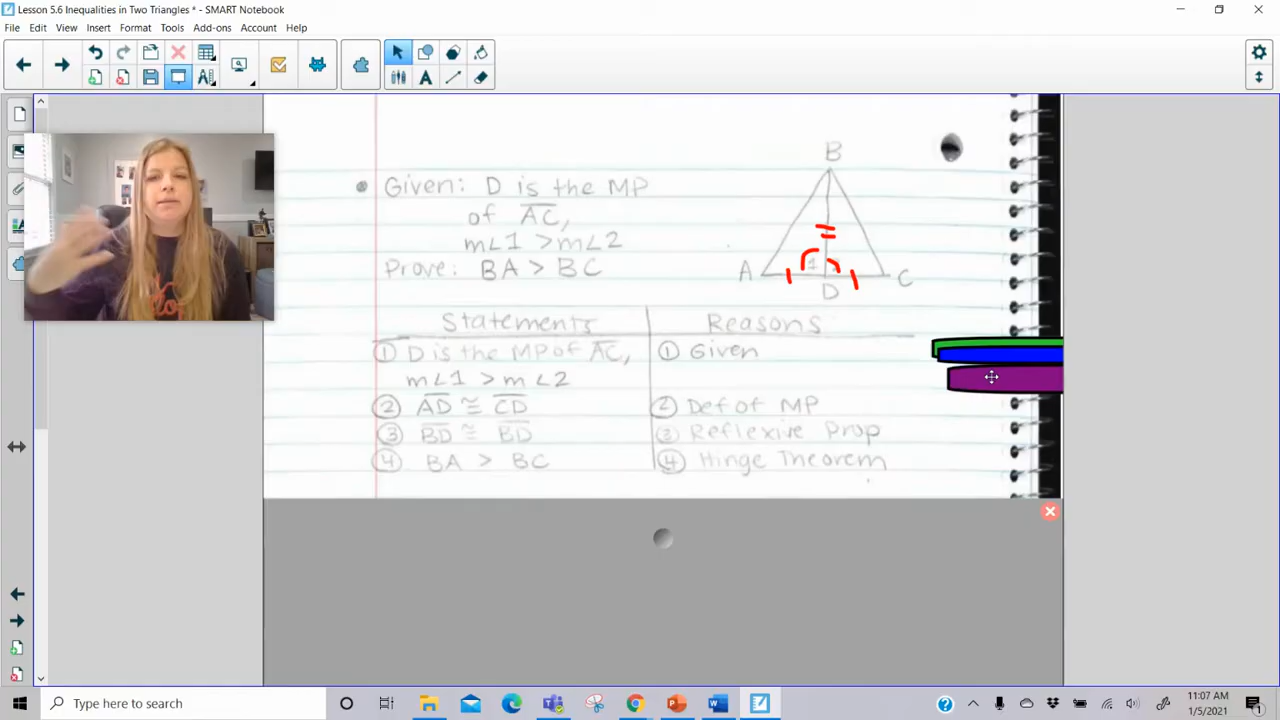 Lesson 5.6 Inequalities in Two Triangles * - SMART Notebook
File Edit View Insert Format Tools Add-ons Account Help
B
Given: D is the MP
of AC,
m∠1 > m∠2
Prove: BA > BC
A 1 C
D
Statements Reasons
① D is the MP of AC, ① Given
m∠1 > m∠2
② AD ≅ CD ② Def of MP
③ BD ≅ BD ③ Reflexive Prop
④ BA > BC ④ Hinge Theorem
Type here to search
11:07 AM
1/5/2021